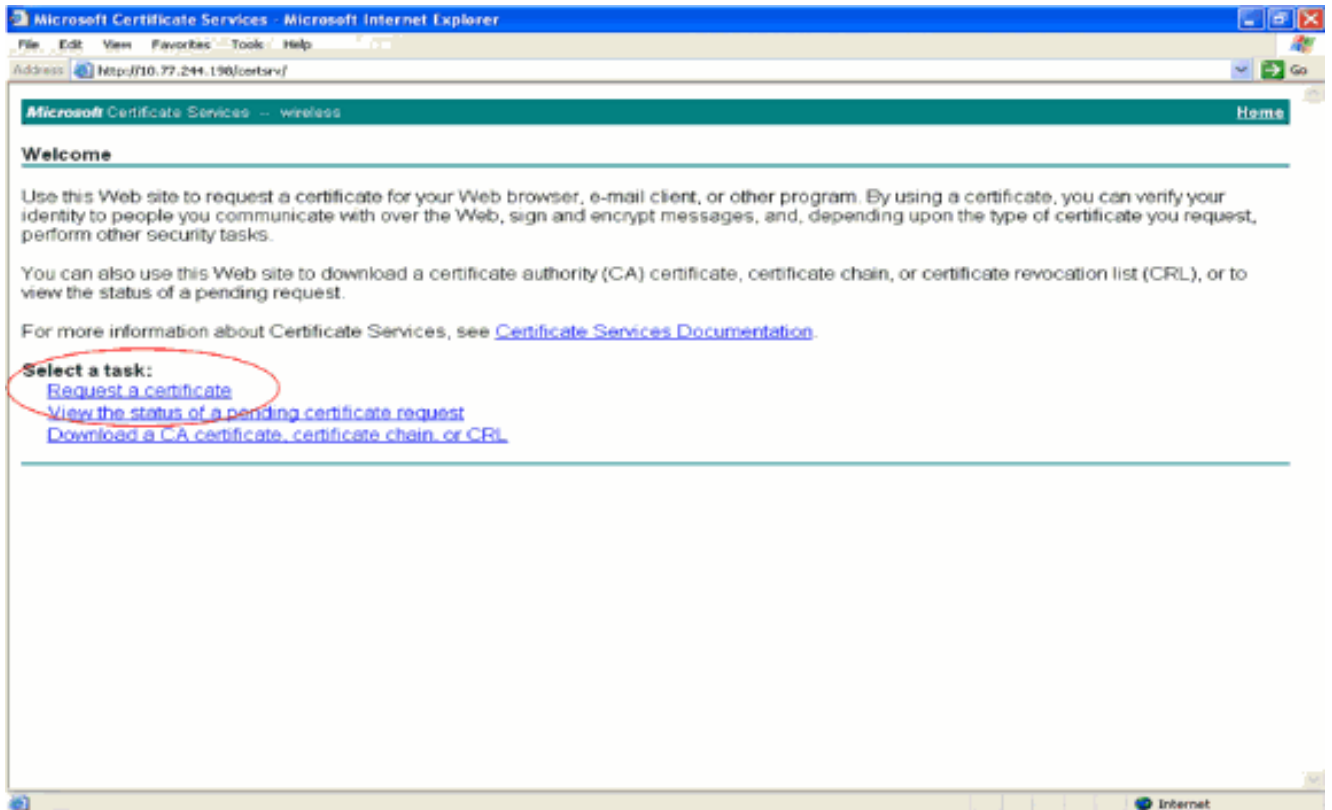 Microsoft Certificate Services - Microsoft Internet Explorer
File Edit View Favorites Tools Help
Address http://10.77.244.198/certsrv/ Go
Microsoft Certificate Services -- wireless Home
Welcome
Use this Web site to request a certificate for your Web browser, e-mail client, or other program. By using a certificate, you can verify your
identity to people you communicate with over the Web, sign and encrypt messages, and, depending upon the type of certificate you request,
perform other security tasks.
You can also use this Web site to download a certificate authority (CA) certificate, certificate chain, or certificate revocation list (CRL), or to
view the status of a pending request.
For more information about Certificate Services, see Certificate Services Documentation.
Select a task:
Request a certificate
View the status of a pending certificate request
Download a CA certificate, certificate chain, or CRL
Internet